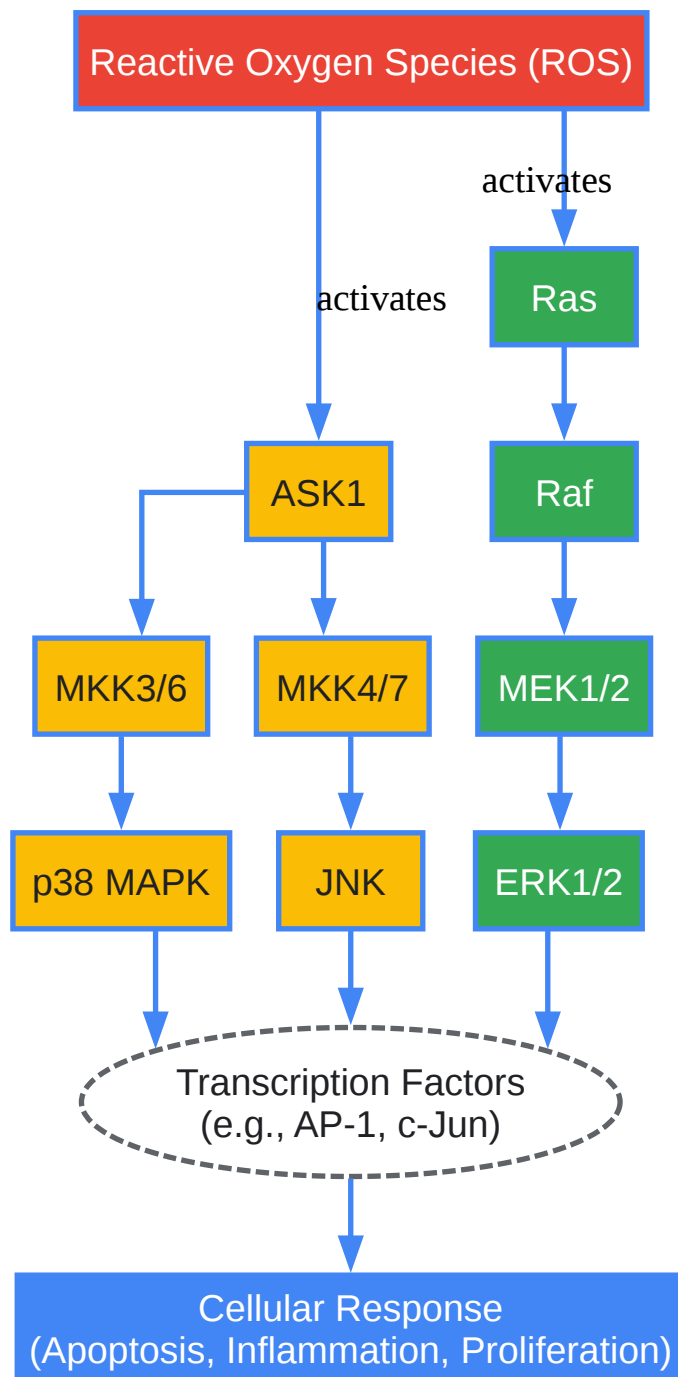 Reactive Oxygen Species (ROS)
activates
activates
Ras
ASK1
Raf
MKK3/6
MKK4/7
MEK1/2
p38 MAPK
JNK
ERK1/2
Transcription Factors
(e.g., AP-1, c-Jun)
Cellular Response
(Apoptosis, Inflammation, Proliferation)